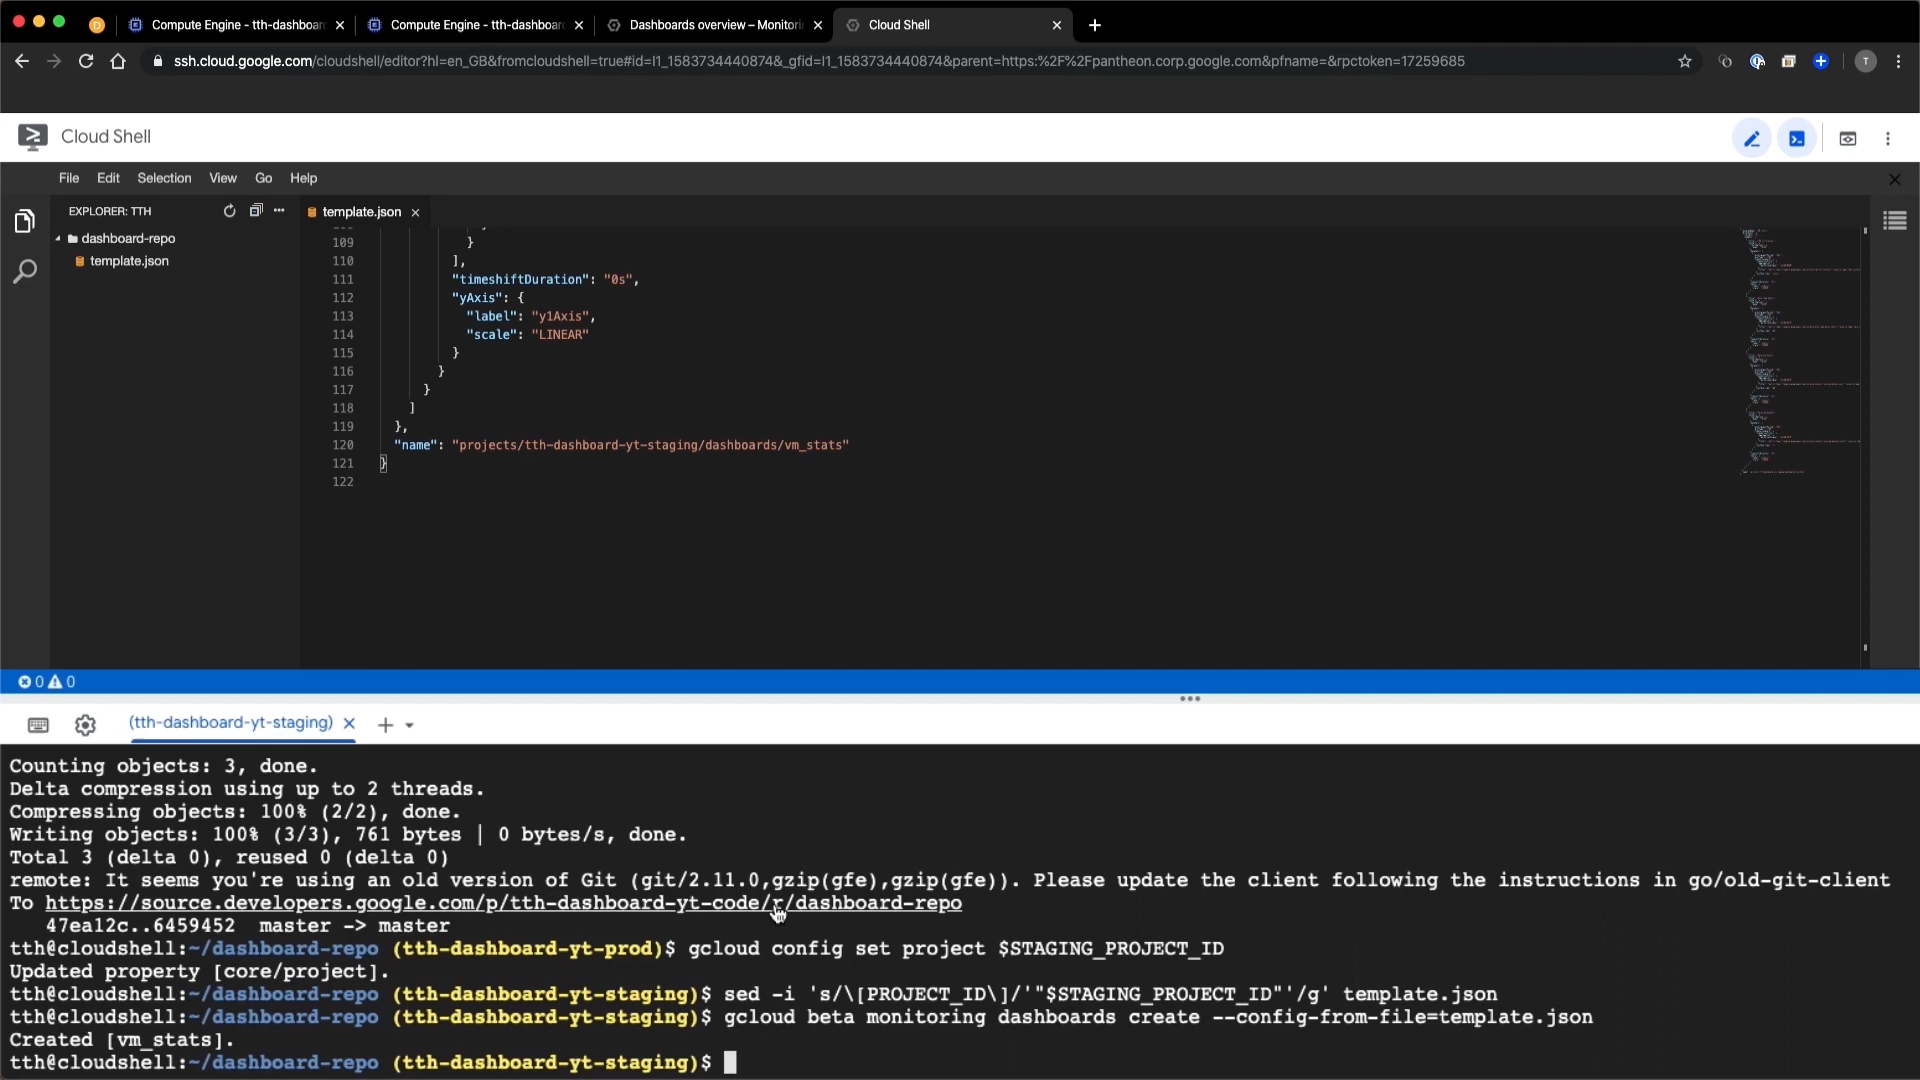 Compute Engine - tth-dashboar
Compute Engine - tth-dashboar
Dashboards overview – Monitori
Cloud Shell
ssh.cloud.google.com/cloudshell/editor?hl=en_GB&fromcloudshell=true#id=I1_1583734440874&_gfid=I1_1583734440874&parent=https:%2F%2Fpantheon.corp.google.com&pfname=&rpctoken=17259685
T
Cloud Shell
File Edit Selection View Go Help
EXPLORER: TTH
dashboard-repo
template.json
template.json
109 }
110 ],
111 "timeshiftDuration": "0s",
112 "yAxis": {
113 "label": "y1Axis",
114 "scale": "LINEAR"
115 }
116 }
117 }
118 ]
119 },
120 "name": "projects/tth-dashboard-yt-staging/dashboards/vm_stats"
121 }
122
0 0
(tth-dashboard-yt-staging)
Counting objects: 3, done.
Delta compression using up to 2 threads.
Compressing objects: 100% (2/2), done.
Writing objects: 100% (3/3), 761 bytes | 0 bytes/s, done.
Total 3 (delta 0), reused 0 (delta 0)
remote: It seems you're using an old version of Git (git/2.11.0,gzip(gfe),gzip(gfe)). Please update the client following the instructions in go/old-git-client
To https://source.developers.google.com/p/tth-dashboard-yt-code/r/dashboard-repo
47ea12c..6459452 master -> master
tth@cloudshell:~/dashboard-repo (tth-dashboard-yt-prod)$ gcloud config set project $STAGING_PROJECT_ID
Updated property [core/project].
tth@cloudshell:~/dashboard-repo (tth-dashboard-yt-staging)$ sed -i 's/\[PROJECT_ID\]/'"$STAGING_PROJECT_ID"'/g' template.json
tth@cloudshell:~/dashboard-repo (tth-dashboard-yt-staging)$ gcloud beta monitoring dashboards create --config-from-file=template.json
Created [vm_stats].
tth@cloudshell:~/dashboard-repo (tth-dashboard-yt-staging)$